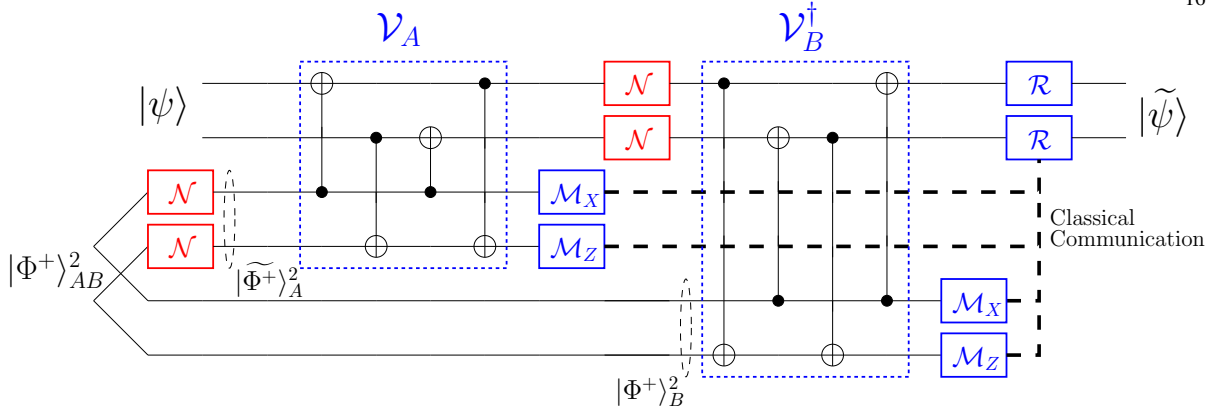 16
𝒱_A 𝒱_B^†
|ψ⟩ 𝒩 ℛ |ψ̃⟩
𝒩 ℛ
𝒩 ℳ_X
𝒩 ℳ_Z
Classical
Communication
|Φ⁺⟩²_AB |Φ̃⁺⟩²_A
ℳ_X
ℳ_Z
|Φ⁺⟩²_B